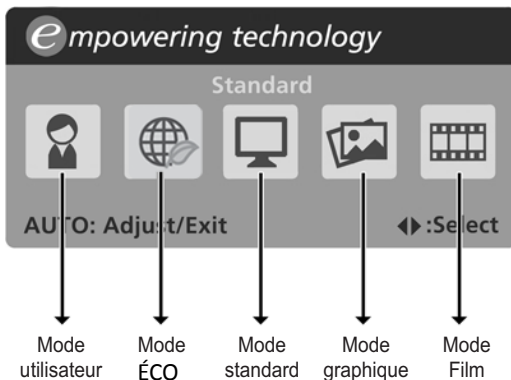 empowering technology
Standard
AUTO: Adjust/Exit ◀▶ :Select
Mode utilisateur
Mode ÉCO
Mode standard
Mode graphique
Mode Film